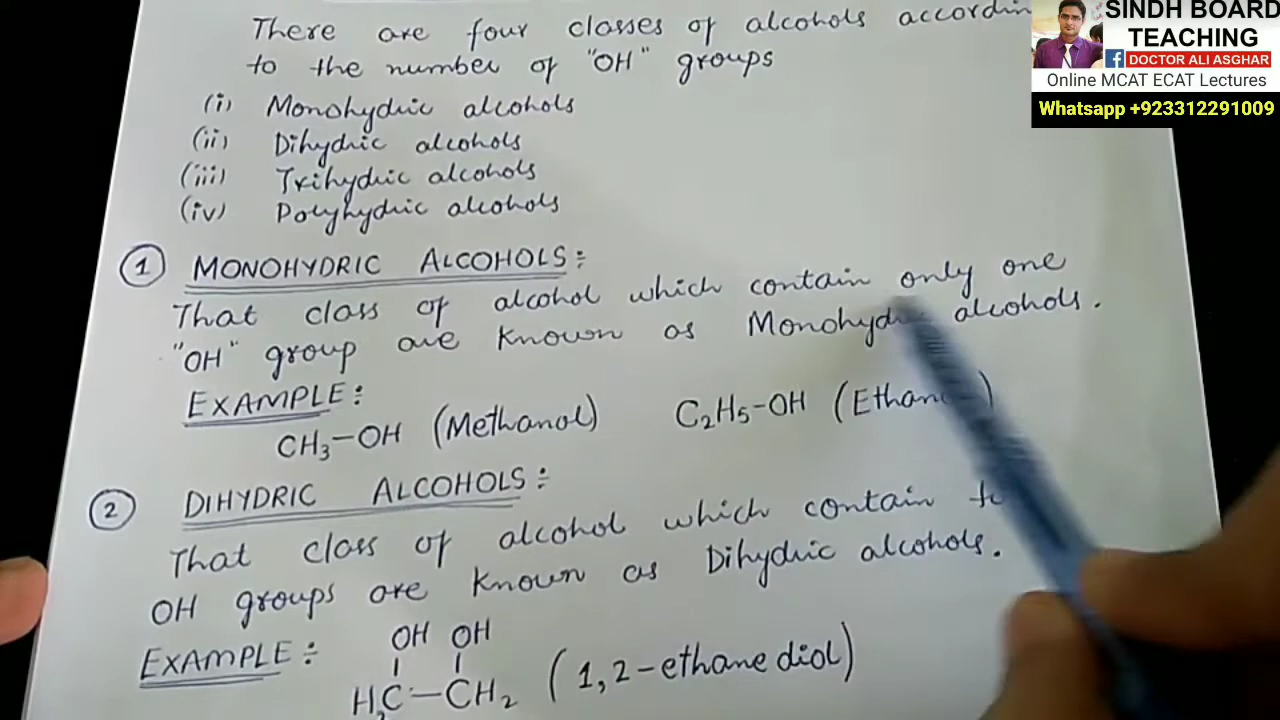 There are four classes of alcohols accordin
to the number of "OH" groups
(i) Monohydric alcohols
(ii) Dihydric alcohols
(iii) Trihydric alcohols
(iv) Polyhydric alcohols
1 MONOHYDRIC ALCOHOLS:
That class of alcohol which contain only one
"OH" group are known as Monohydric alcohols.
EXAMPLE:
CH3-OH (Methanol) C2H5-OH (Ethan
2 DIHYDRIC ALCOHOLS:
That class of alcohol which contain
OH groups are known as Dihydric alcohols.
EXAMPLE:
OH OH
H2C-CH2 (1,2-ethane diol)
SINDH BOARD
TEACHING
f DOCTOR ALI ASGHAR
Online MCAT ECAT Lectures
Whatsapp +923312291009